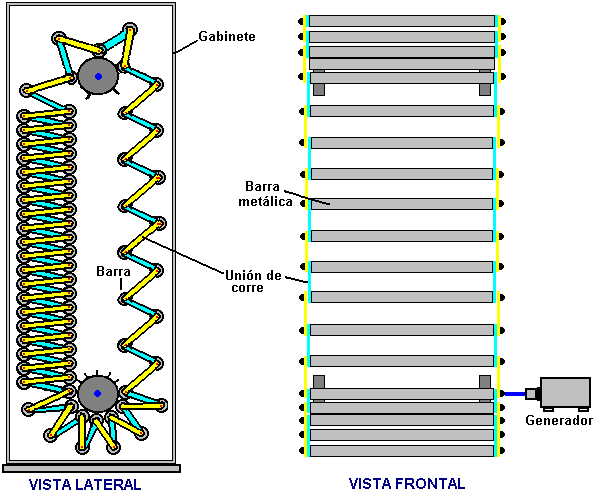 Gabinete
Barra
metálica
Barra
Unión de
corre
Generador
VISTA LATERAL
VISTA FRONTAL